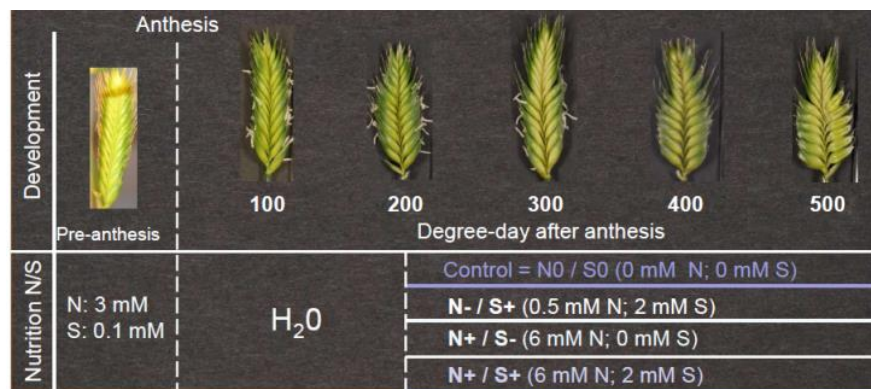 Anthesis
Development
100 200 300 400 500
Pre-anthesis
Degree-day after anthesis
Nutrition N/S
N: 3 mM
S: 0.1 mM
H₂0
Control = N0 / S0 (0 mM N; 0 mM S)
N- / S+ (0.5 mM N; 2 mM S)
N+ / S- (6 mM N; 0 mM S)
N+ / S+ (6 mM N; 2 mM S)